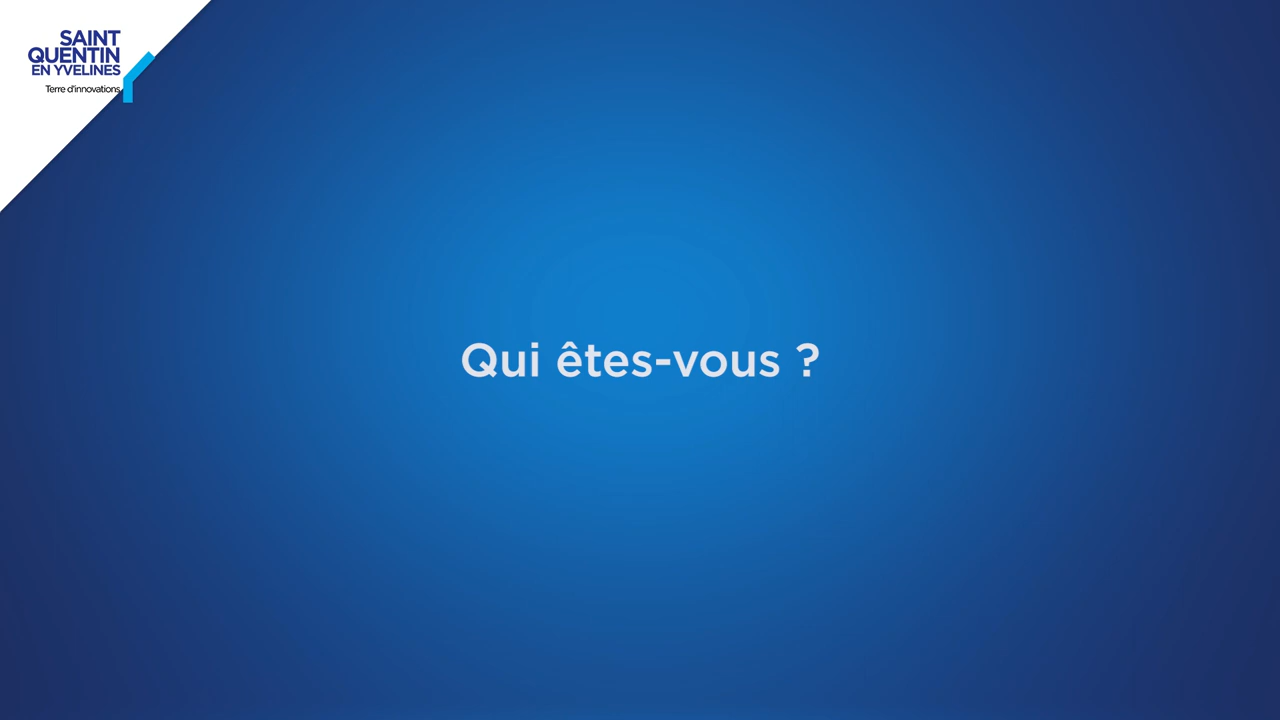 SAINT
QUENTIN
EN YVELINES
Terre d'innovations
Qui êtes-vous ?